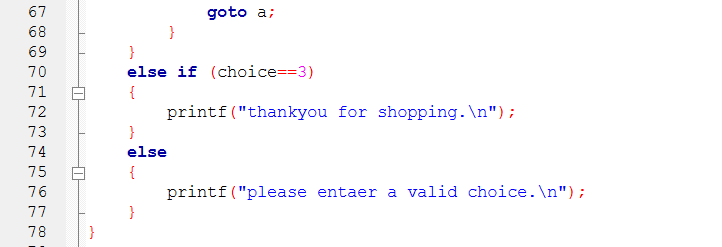 67 goto a;
68 }
69 }
70 else if (choice==3)
71 {
72 printf("thankyou for shopping.\n");
73 }
74 else
75 {
76 printf("please entaer a valid choice.\n");
77 }
78 }